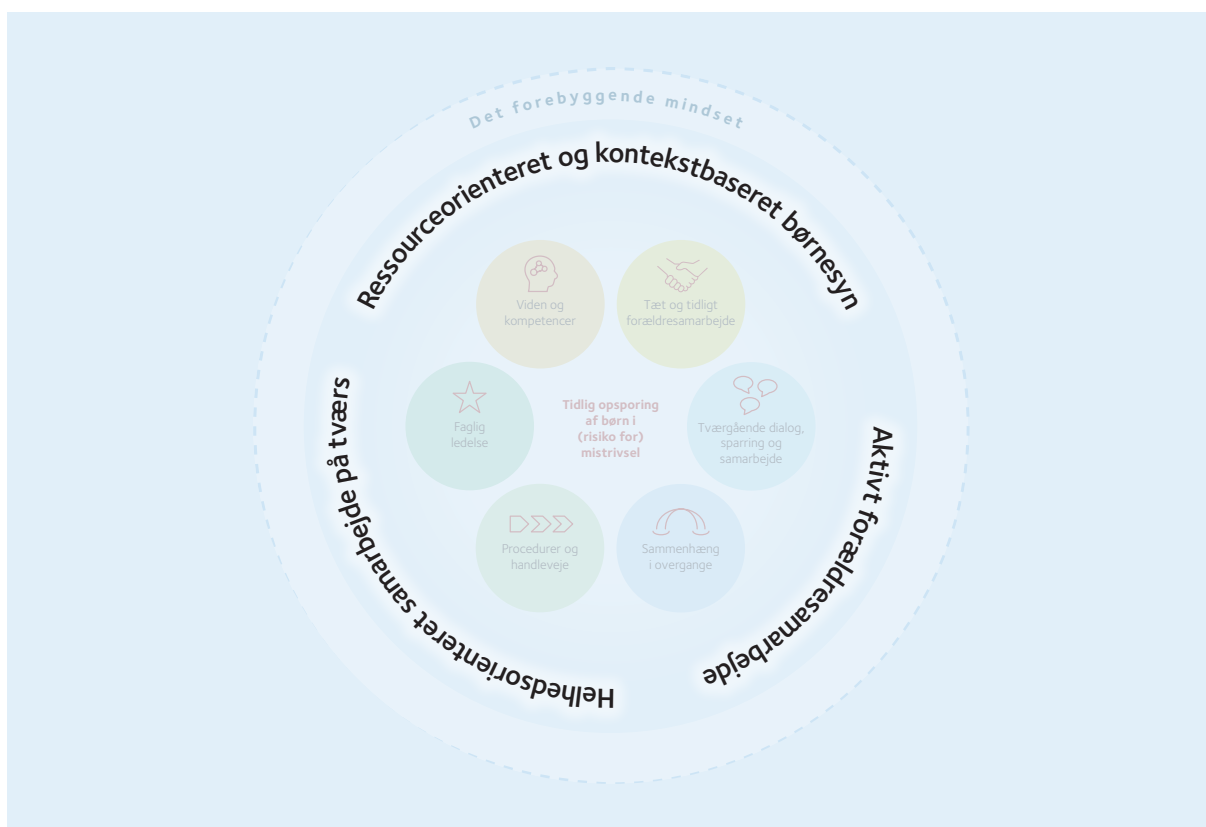 Det forebyggende mindset
Ressourceorienteret og kontekstbaseret børnesyn
Viden og
kompetencer
Tæt og tidligt
forældresamarbejde
Faglig
ledelse
Tidlig opsporing
af børn i
(risiko for)
mistrivsel
Tværgående dialog,
sparring og
samarbejde
Procedurer og
handleveje
Sammenhæng
i overgange
Aktivt forældresamarbejde
Helhedsorienteret samarbejde på tværs